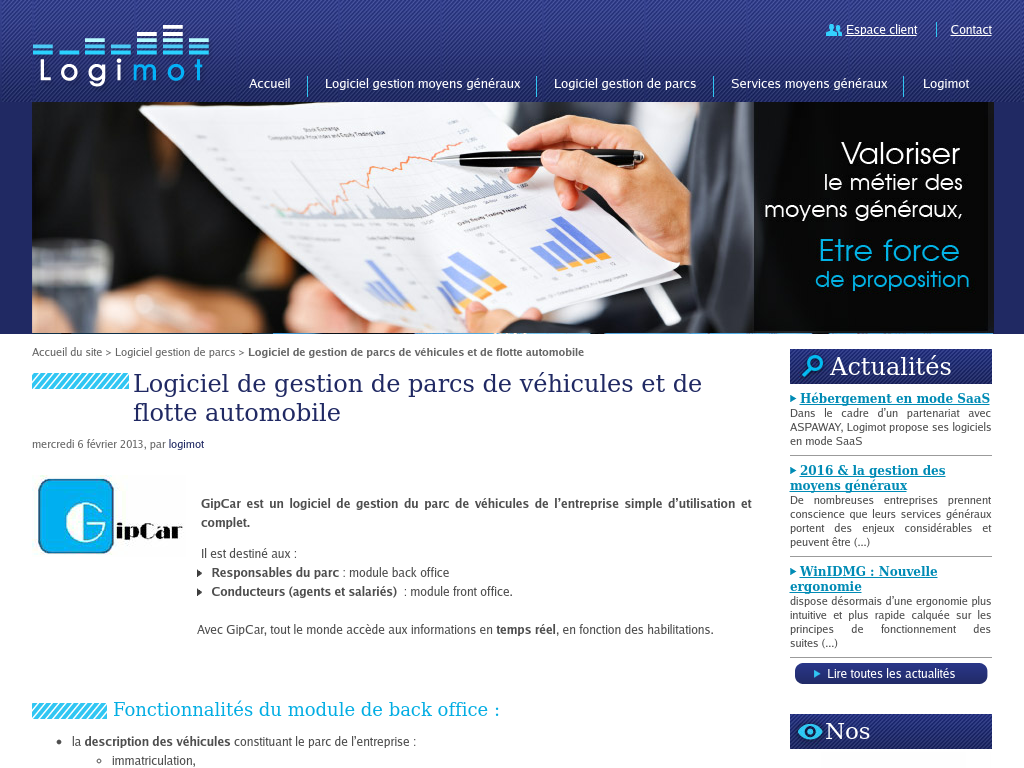 Espace client
Contact
Logimot
Accueil
Logiciel gestion moyens généraux
Logiciel gestion de parcs
Services moyens généraux
Logimot
Stock Exchange
Valoriser
le métier des
moyens généraux,
Etre force
de proposition
Accueil du site > Logiciel gestion de parcs > Logiciel de gestion de parcs de véhicules et de flotte automobile
Logiciel de gestion de parcs de véhicules et de
flotte automobile
mercredi 6 février 2013, par logimot
GipCar
GipCar est un logiciel de gestion du parc de véhicules de l'entreprise simple d'utilisation et
complet.
Il est destiné aux :
Responsables du parc : module back office
Conducteurs (agents et salariés) : module front office.
Avec GipCar, tout le monde accède aux informations en temps réel, en fonction des habilitations.
Fonctionnalités du module de back office :
• la description des véhicules constituant le parc de l'entreprise :
◦ immatriculation,
Actualités
Hébergement en mode SaaS
Dans le cadre d'un partenariat avec
ASPAWAY, Logimot propose ses logiciels
en mode SaaS
2016 & la gestion des
moyens généraux
De nombreuses entreprises prennent
conscience que leurs services généraux
portent des enjeux considérables et
peuvent être (...)
WinIDMG : Nouvelle
ergonomie
dispose désormais d'une ergonomie plus
intuitive et plus rapide calquée sur les
principes de fonctionnement des
suites (...)
Lire toutes les actualités
Nos